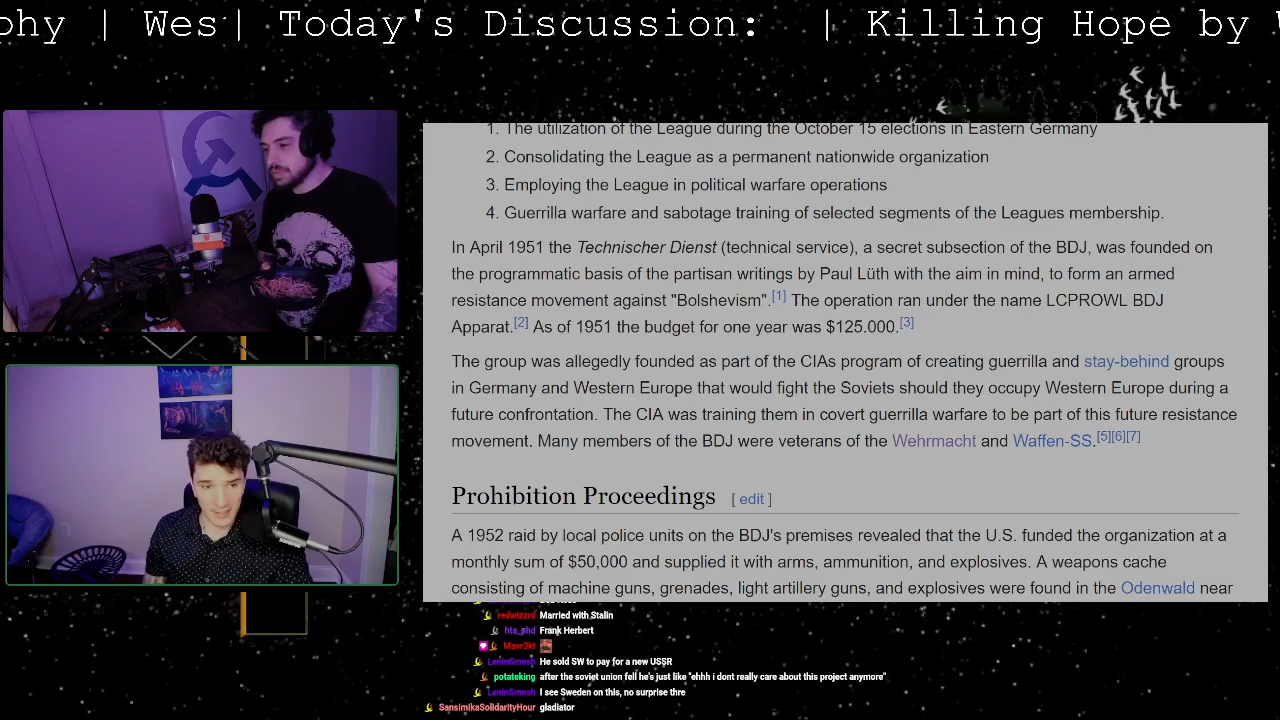 phy | Wes| Today's Discussion: | Killing Hope by
1. The utilization of the League during the October 15 elections in Eastern Germany
2. Consolidating the League as a permanent nationwide organization
3. Employing the League in political warfare operations
4. Guerrilla warfare and sabotage training of selected segments of the Leagues membership.
In April 1951 the Technischer Dienst (technical service), a secret subsection of the BDJ, was founded on
the programmatic basis of the partisan writings by Paul Lüth with the aim in mind, to form an armed
resistance movement against "Bolshevism".[1] The operation ran under the name LCPROWL BDJ
Apparat.[2] As of 1951 the budget for one year was $125.000.[3]
The group was allegedly founded as part of the CIAs program of creating guerrilla and stay-behind groups
in Germany and Western Europe that would fight the Soviets should they occupy Western Europe during a
future confrontation. The CIA was training them in covert guerrilla warfare to be part of this future resistance
movement. Many members of the BDJ were veterans of the Wehrmacht and Waffen-SS.[5][6][7]
Prohibition Proceedings [ edit ]
A 1952 raid by local police units on the BDJ's premises revealed that the U.S. funded the organization at a
monthly sum of $50,000 and supplied it with arms, ammunition, and explosives. A weapons cache
consisting of machine guns, grenades, light artillery guns, and explosives were found in the Odenwald near
redwizzrd Married with Stalin
hta_phd Frank Herbert
Mavr3kt
LeninSmesh He sold SW to pay for a new USSR
potateking after the soviet union fell he's just like "ehhh i dont really care about this project anymore"
LeninSmesh I see Sweden on this, no surprise thre
SansimikaSolidarityHour gladiator